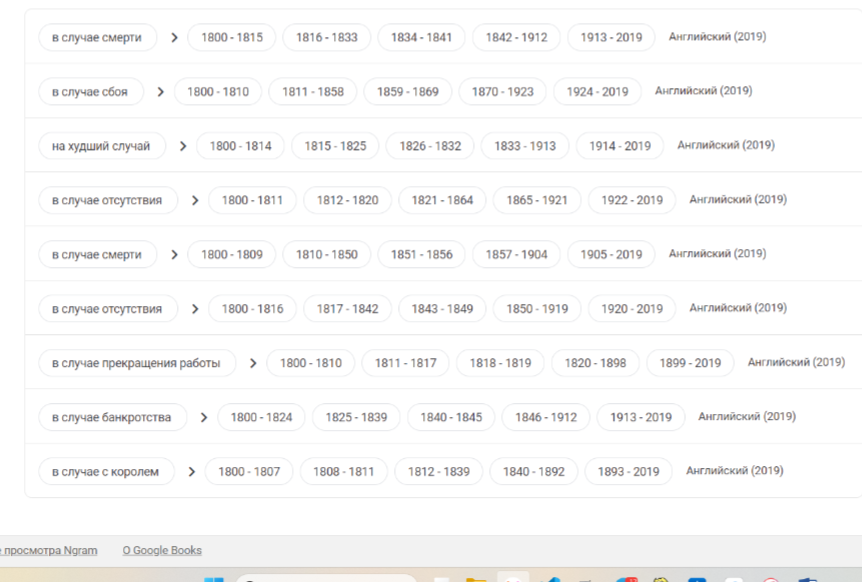 в случае смерти > 1800 - 1815 1816 - 1833 1834 - 1841 1842 - 1912 1913 - 2019 Английский (2019)
в случае сбоя > 1800 - 1810 1811 - 1858 1859 - 1869 1870 - 1923 1924 - 2019 Английский (2019)
на худший случай > 1800 - 1814 1815 - 1825 1826 - 1832 1833 - 1913 1914 - 2019 Английский (2019)
в случае отсутствия > 1800 - 1811 1812 - 1820 1821 - 1864 1865 - 1921 1922 - 2019 Английский (2019)
в случае смерти > 1800 - 1809 1810 - 1850 1851 - 1856 1857 - 1904 1905 - 2019 Английский (2019)
в случае отсутствия > 1800 - 1816 1817 - 1842 1843 - 1849 1850 - 1919 1920 - 2019 Английский (2019)
в случае прекращения работы > 1800 - 1810 1811 - 1817 1818 - 1819 1820 - 1898 1899 - 2019 Английский (2019)
в случае банкротства > 1800 - 1824 1825 - 1839 1840 - 1845 1846 - 1912 1913 - 2019 Английский (2019)
в случае с королем > 1800 - 1807 1808 - 1811 1812 - 1839 1840 - 1892 1893 - 2019 Английский (2019)
просмотра Ngram О Google Books